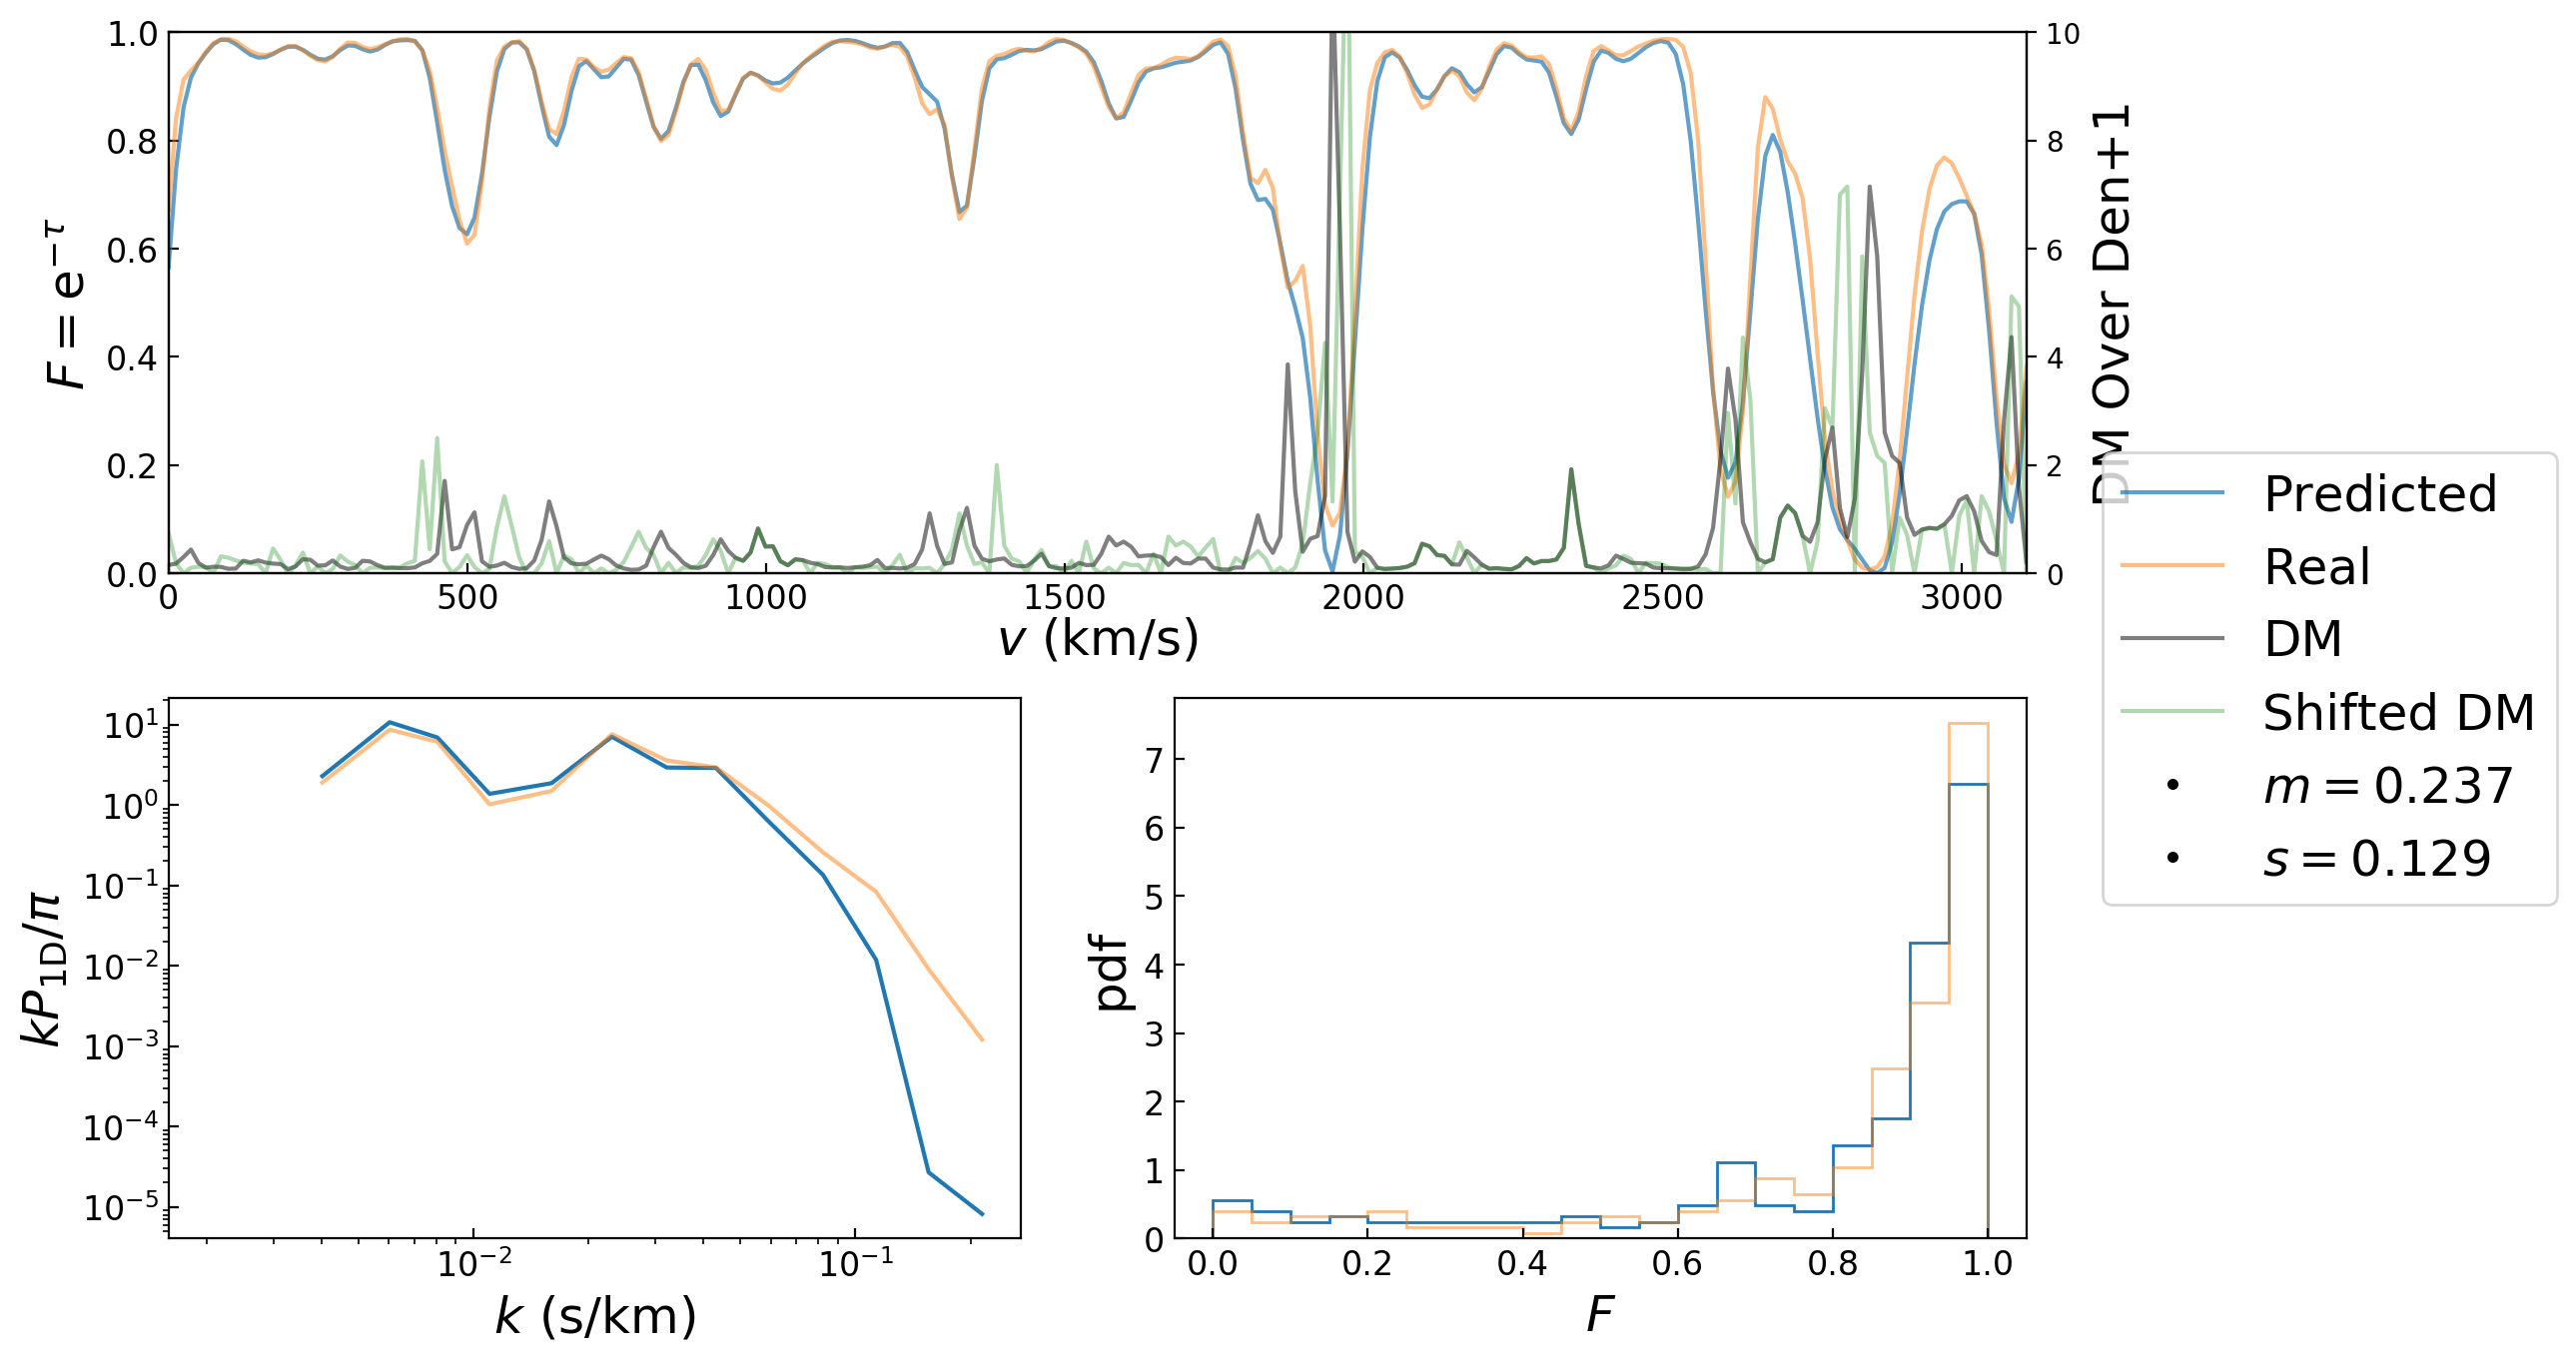 1.0
0.8
0.6
0.4
0.2
0.0
F = e^{−τ}
10
8
6
4
2
0
DM Over Den+1
0 500 1000 1500 2000 2500 3000
v (km/s)
Predicted
Real
DM
Shifted DM
m = 0.237
s = 0.129
10^1
10^0
10^{−1}
10^{−2}
10^{−3}
10^{−4}
10^{−5}
kP_{1D}/π
10^{−2} 10^{−1}
k (s/km)
7
6
5
4
3
2
1
0
pdf
0.0 0.2 0.4 0.6 0.8 1.0
F